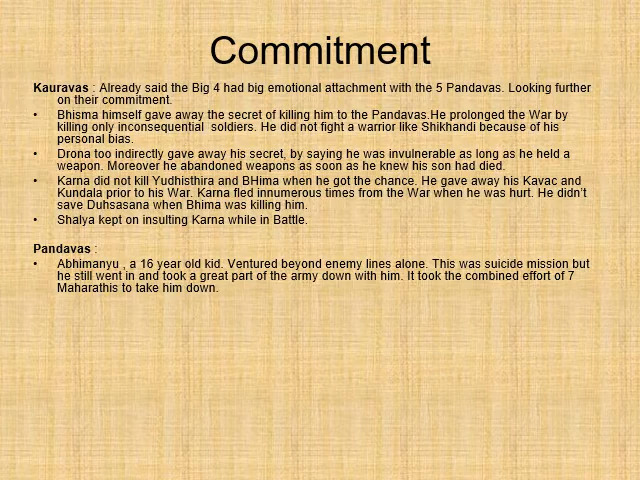 Commitment
Kauravas : Already said the Big 4 had big emotional attachment with the 5 Pandavas. Looking further
on their commitment.
• Bhisma himself gave away the secret of killing him to the Pandavas.He prolonged the War by
killing only inconsequential soldiers. He did not fight a warrior like Shikhandi because of his
personal bias.
• Drona too indirectly gave away his secret, by saying he was invulnerable as long as he held a
weapon. Moreover he abandoned weapons as soon as he knew his son had died.
• Karna did not kill Yudhisthira and BHima when he got the chance. He gave away his Kavac and
Kundala prior to his War. Karna fled innumerous times from the War when he was hurt. He didn't
save Duhsasana when Bhima was killing him.
• Shalya kept on insulting Karna while in Battle.
Pandavas :
• Abhimanyu , a 16 year old kid. Ventured beyond enemy lines alone. This was suicide mission but
he still went in and took a great part of the army down with him. It took the combined effort of 7
Maharathis to take him down.